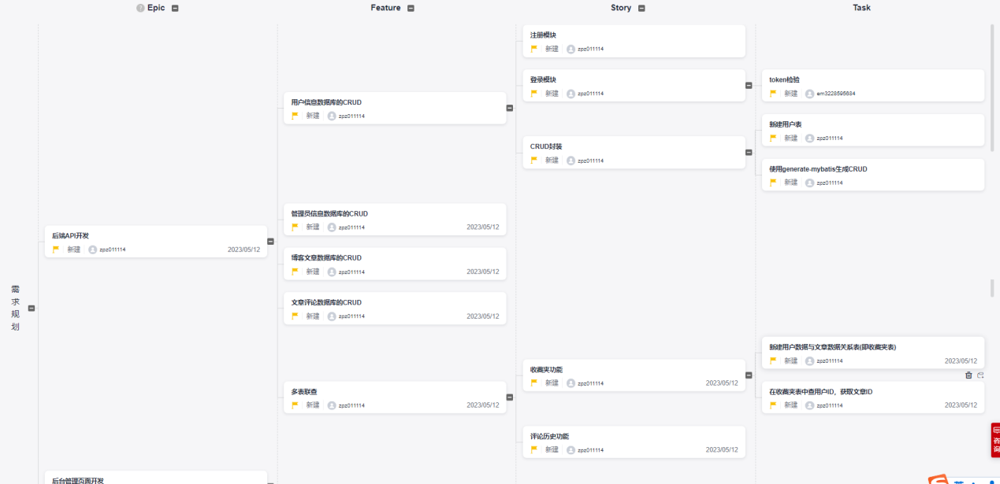 Epic
Feature
Story
Task
需求规划
后端API开发
新建 zpz011114 2023/05/12
后台管理页面开发
用户信息数据库的CRUD
新建 zpz011114
管理员信息数据库的CRUD
新建 zpz011114 2023/05/12
博客文章数据库的CRUD
新建 zpz011114 2023/05/12
文章评论数据库的CRUD
新建 zpz011114 2023/05/12
多表联查
新建 zpz011114 2023/05/12
注册模块
新建 zpz011114
登录模块
新建 zpz011114
CRUD封装
新建 zpz011114
收藏夹功能
新建 zpz011114 2023/05/12
评论历史功能
新建 zpz011114 2023/05/12
token检验
新建 em3228595684
新建用户表
新建 zpz011114
使用generate-mybatis生成CRUD
新建 zpz011114
新建用户数据与文章数据关系表(即收藏夹表)
新建 zpz011114 2023/05/12
在收藏夹表中查用户ID，获取文章ID
新建 zpz011114 2023/05/12
咨询